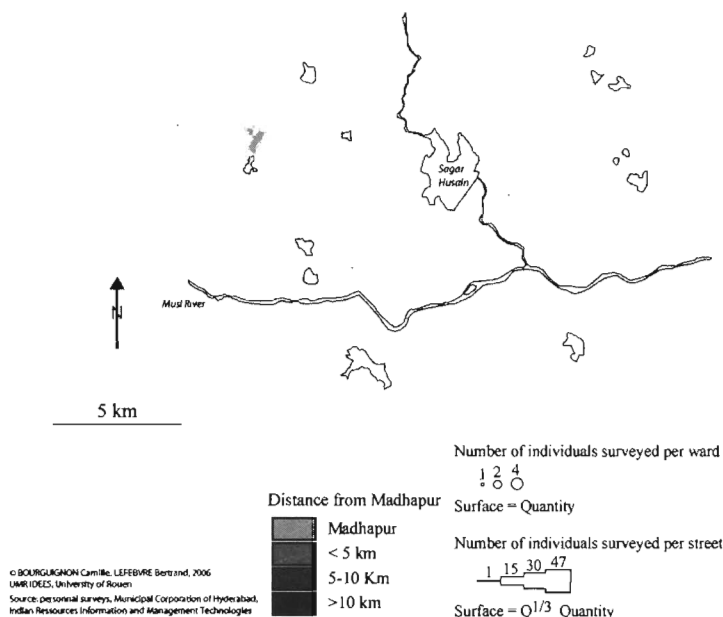 Sagar
Husain
N
Musi River
5 km
Number of individuals surveyed per ward
1 2 4
Surface = Quantity
Distance from Madhapur
Madhapur
< 5 km
5-10 Km
>10 km
Number of individuals surveyed per street
1 15 30 47
Surface = Q^1/3 Quantity
© BOURGUIGNON Camille, LEFEBVRE Bertrand, 2006
UMR IDEES, University of Rouen
Source: personnal surveys, Municipal Corporation of Hyderabad,
Indian Ressources Information and Management Technologies